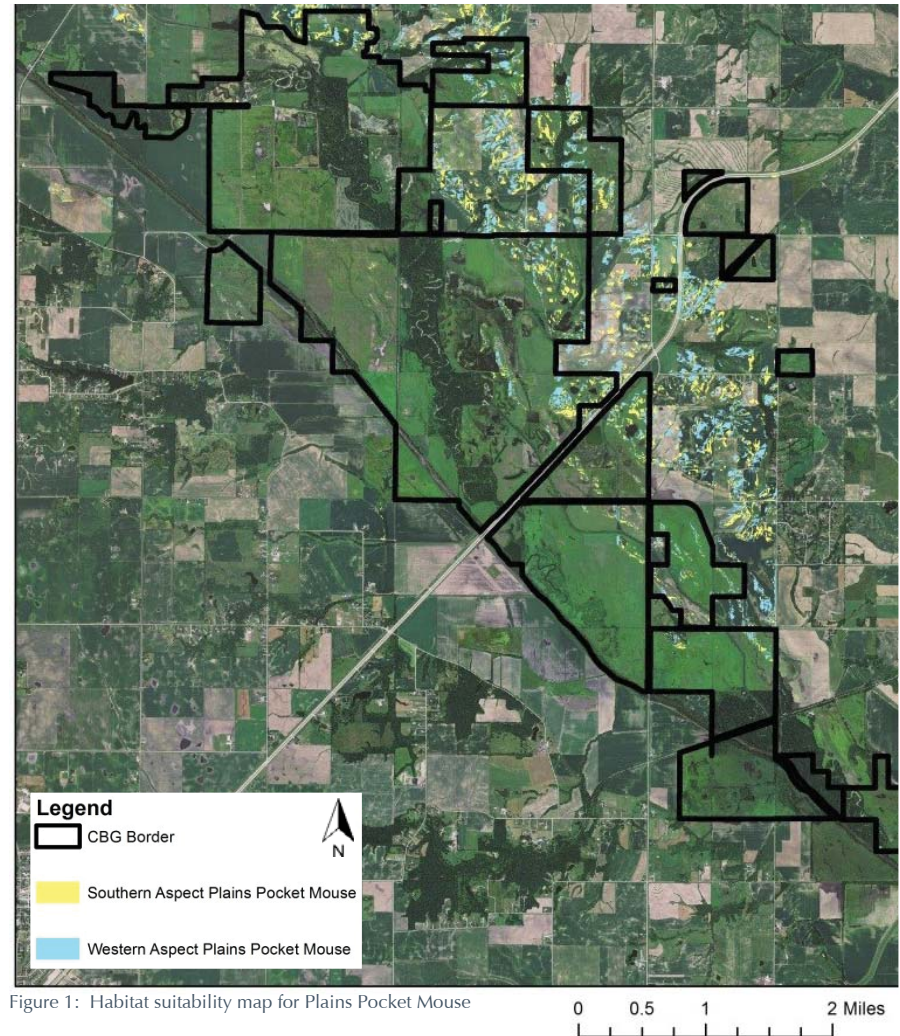 Legend
CBG Border
N
Southern Aspect Plains Pocket Mouse
Western Aspect Plains Pocket Mouse
Figure 1: Habitat suitability map for Plains Pocket Mouse
0 0.5 1 2 Miles